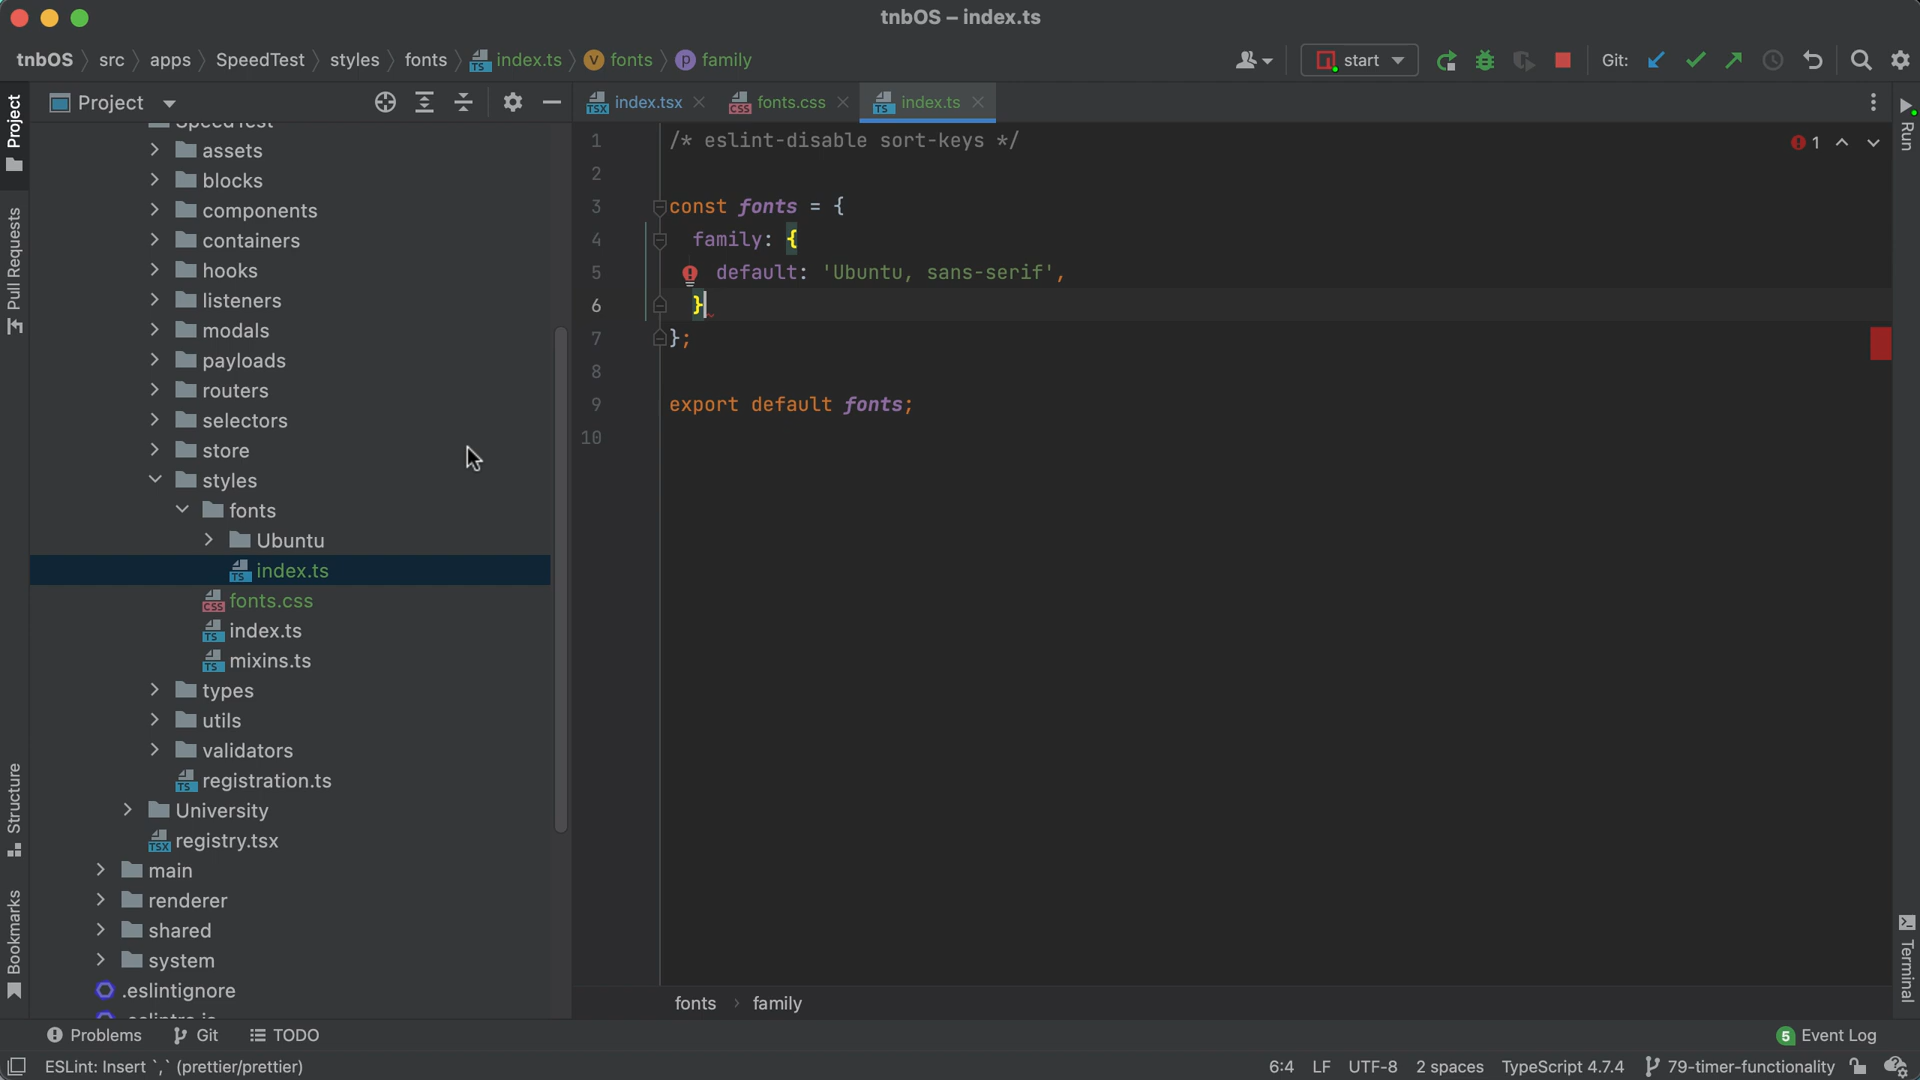 tnbOS – index.ts
tnbOS src apps SpeedTest styles fonts index.ts fonts family
start Git:
Project
index.tsx fonts.css index.ts
Project
Pull Requests
Structure
Bookmarks
SpeedTest
assets
blocks
components
containers
hooks
listeners
modals
payloads
routers
selectors
store
styles
fonts
Ubuntu
index.ts
fonts.css
index.ts
mixins.ts
types
utils
validators
registration.ts
University
registry.tsx
main
renderer
shared
system
.eslintignore
1 /* eslint-disable sort-keys */
2
3 const fonts = {
4 family: {
5 default: 'Ubuntu, sans-serif',
6 }
7 };
8
9 export default fonts;
10
1
Run
Terminal
fonts family
Problems Git TODO
5 Event Log
ESLint: Insert `,` (prettier/prettier)
6:4 LF UTF-8 2 spaces TypeScript 4.7.4 79-timer-functionality